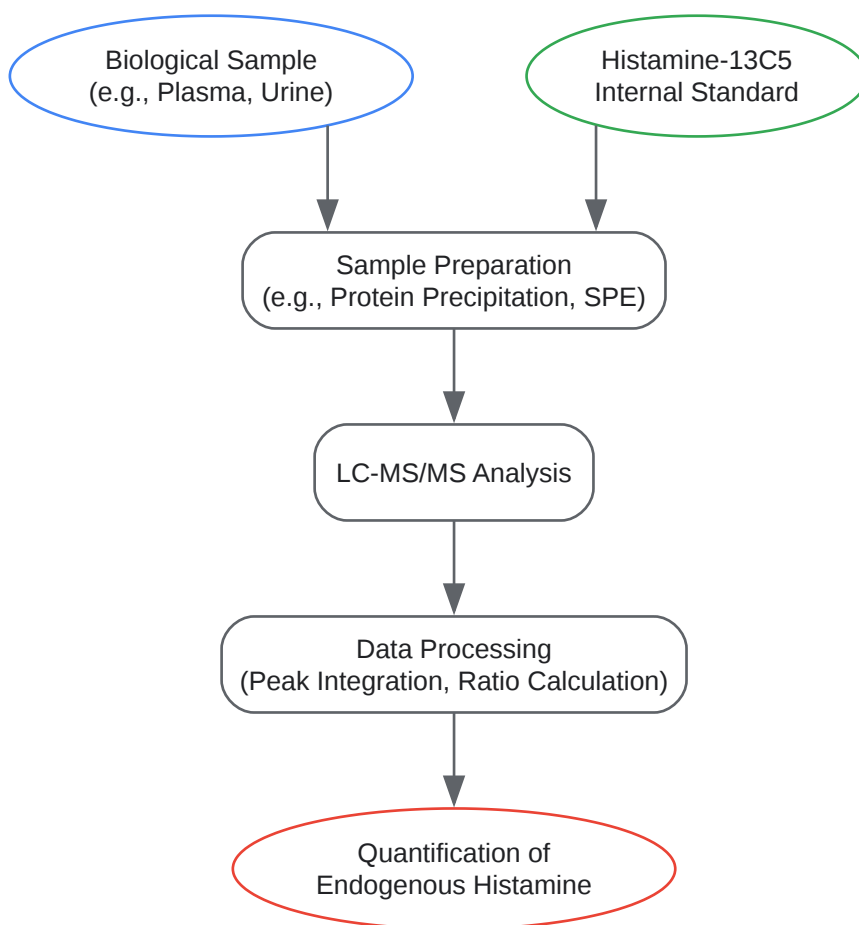 Biological Sample
(e.g., Plasma, Urine)
Histamine-13C5
Internal Standard
Sample Preparation
(e.g., Protein Precipitation, SPE)
LC-MS/MS Analysis
Data Processing
(Peak Integration, Ratio Calculation)
Quantification of
Endogenous Histamine